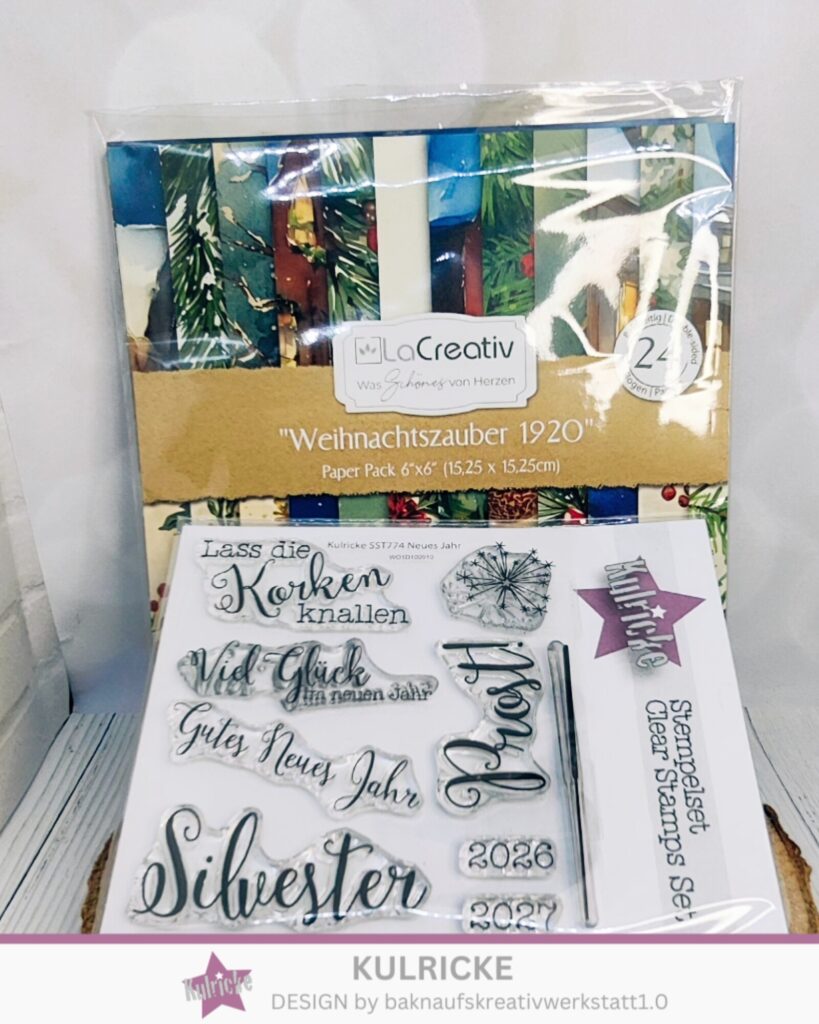 LaCreativ
Was Schönes von Herzen
24
"Weihnachtszauber 1920"
Paper Pack 6"x6" (15,25 x 15,25cm)
Kulricke SST774 Neues Jahr
Lass die
Korken
knallen
Viel Glück
im neuen Jahr
Gutes Neues Jahr
Silvester
Prost!
2026
2027
Kulricke
Stempelset
Clear Stamps Set
Kulricke
KULRICKE
DESIGN by baknaufskreativwerkstatt1.0